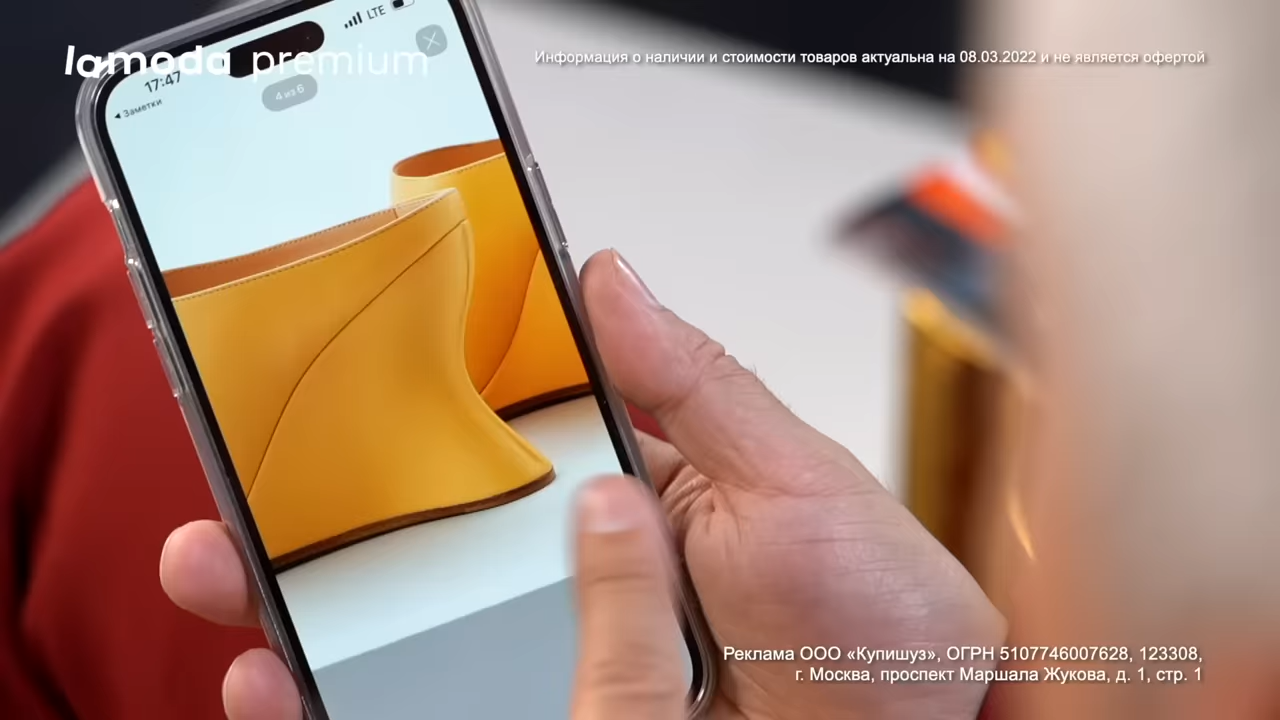 lamoda premium
Информация о наличии и стоимости товаров актуальна на 08.03.2022 и не является офертой
17:47
LTE
Заметки
4 из 6
Реклама ООО «Купишуз», ОГРН 5107746007628, 123308,
г. Москва, проспект Маршала Жукова, д. 1, стр. 1